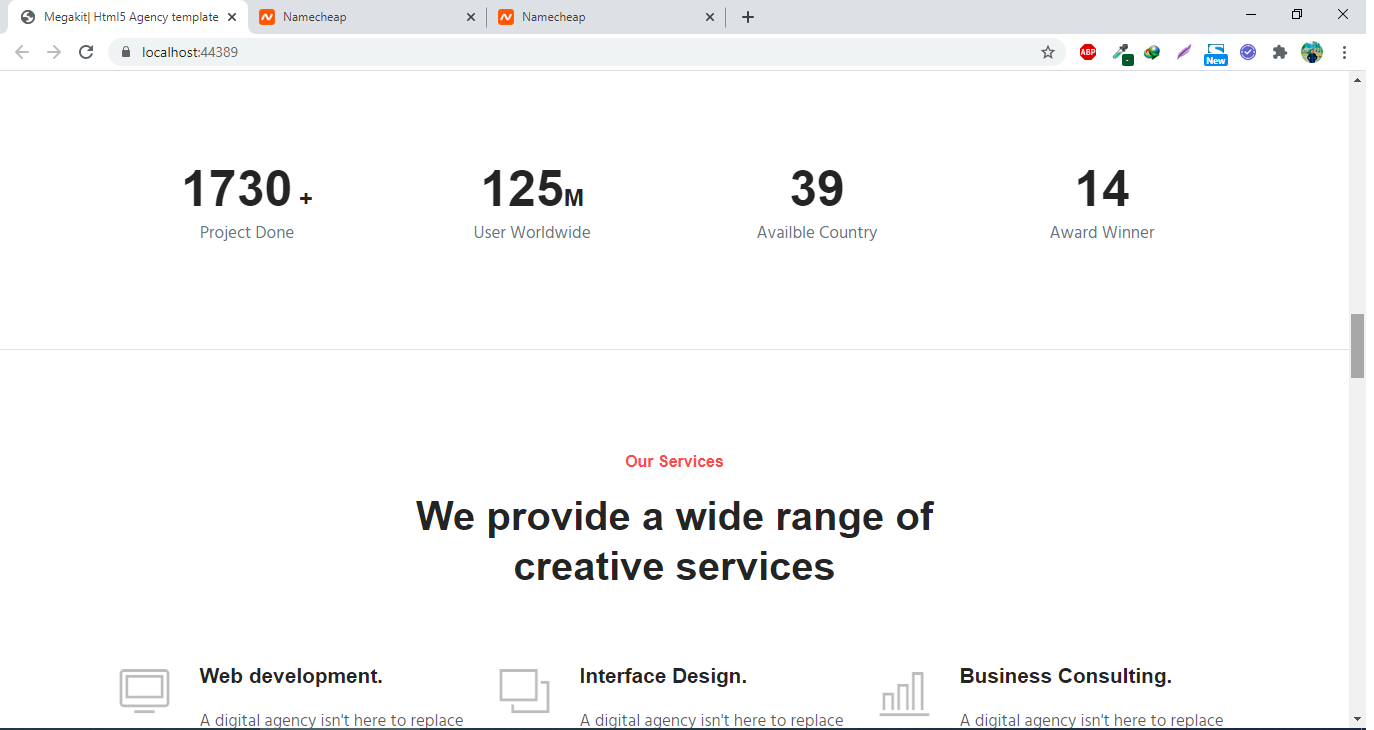 Megakit| Html5 Agency template
Namecheap
Namecheap
localhost:44389
ABP
New
1730 +
125M
39
14
Project Done
User Worldwide
Availble Country
Award Winner
Our Services
We provide a wide range of
creative services
Web development.
Interface Design.
Business Consulting.
A digital agency isn't here to replace
A digital agency isn't here to replace
A digital agency isn't here to replace